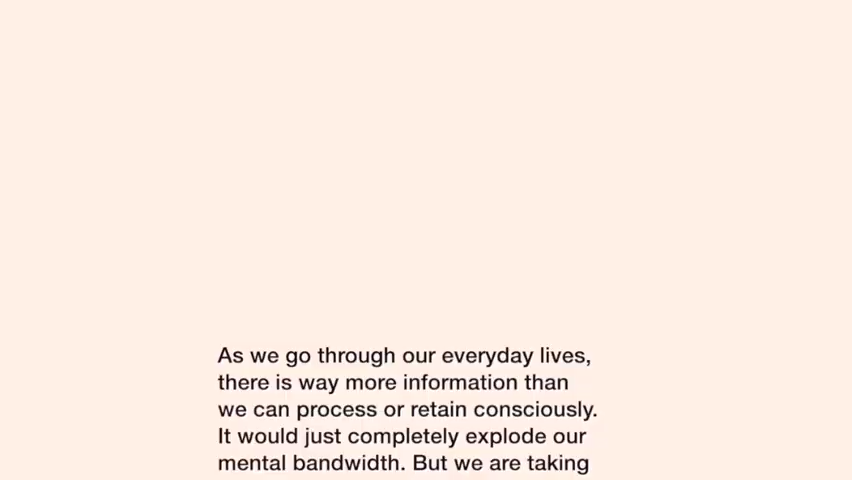 As we go through our everyday lives,
there is way more information than
we can process or retain consciously.
It would just completely explode our
mental bandwidth. But we are taking